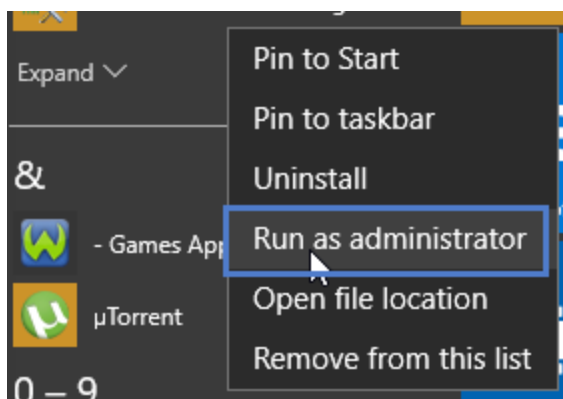 Pin to Start
Expand
Pin to taskbar
&
Uninstall
- Games App
Run as administrator
µTorrent
Open file location
Remove from this list
0 – 9